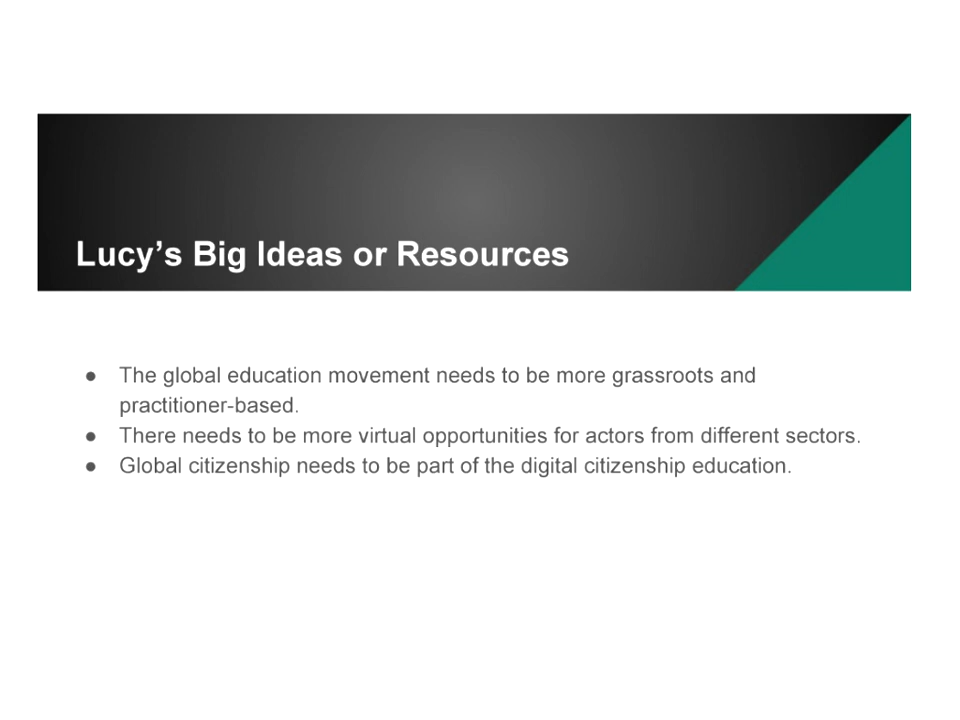 Lucy’s Big Ideas or Resources
● The global education movement needs to be more grassroots and
practitioner-based.
● There needs to be more virtual opportunities for actors from different sectors.
● Global citizenship needs to be part of the digital citizenship education.